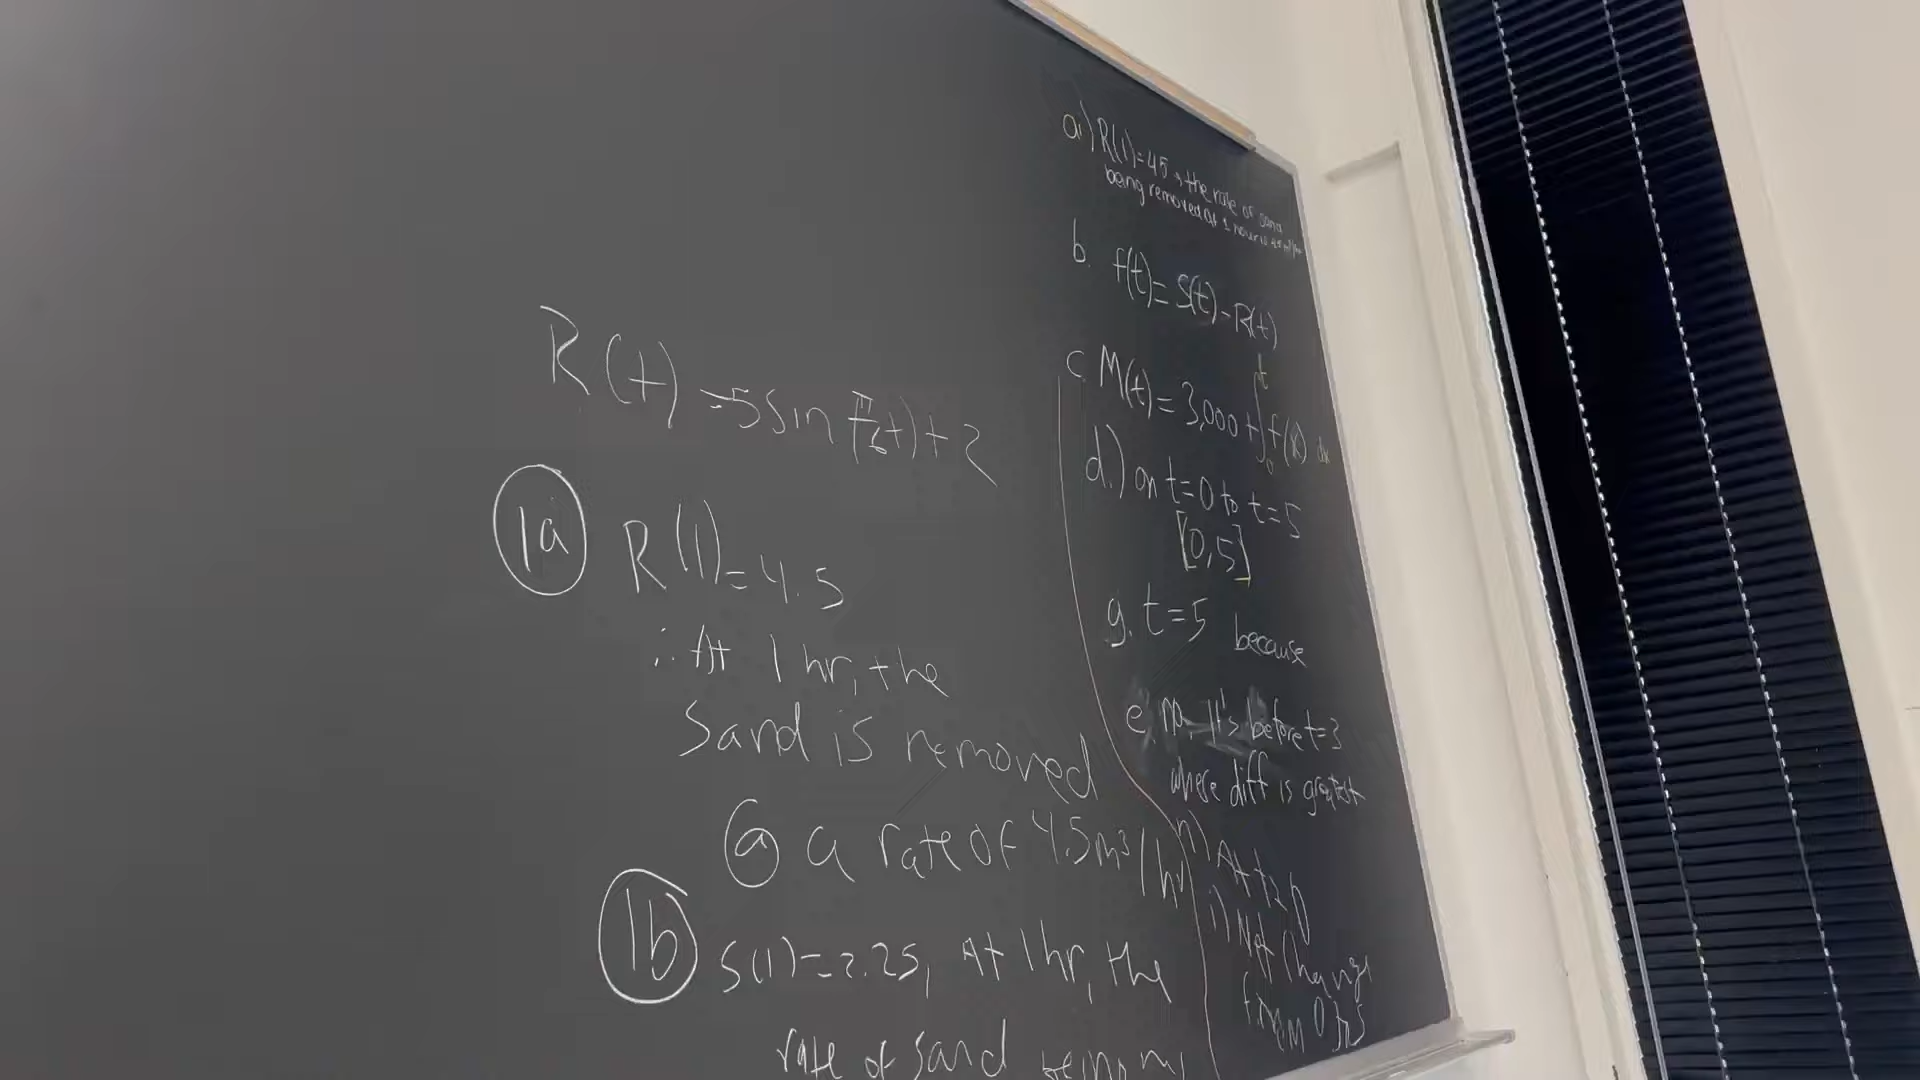 R(t) = 5sin π/6 t) + 2
1a R(1) = 4.5
∴ At 1 hr, the
Sand is removed
@ a rate of 4.5m³/hr
1b S(1) = 2.25, At 1 hr, the
rate of sand being
a.) R(1)=45, the rate of sand
being removed at 1 hour is
b. f(t) = S(t) - R(t)
c M(t) = 3,000 + ∫₀ᵗ f(x) dx
d.) on t=0 to t=5
[0,5]
g. t=5 because
e, no It's before t=3
where diff is greatest
h) At
i) Net Change
from 0 to 5